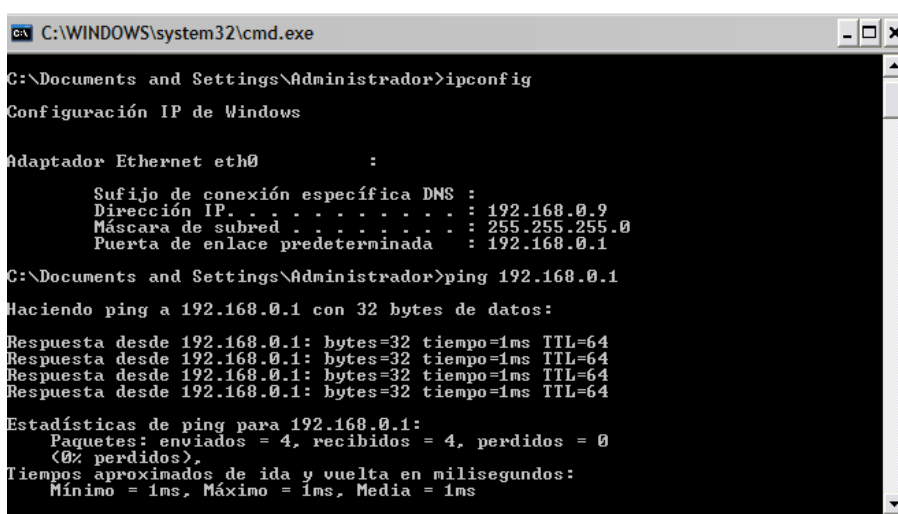 C:\WINDOWS\system32\cmd.exe
C:\Documents and Settings\Administrador>ipconfig
Configuración IP de Windows
Adaptador Ethernet eth0          :
Sufijo de conexión específica DNS :
Dirección IP. . . . . . . . . . . : 192.168.0.9
Máscara de subred . . . . . . . . : 255.255.255.0
Puerta de enlace predeterminada   : 192.168.0.1
C:\Documents and Settings\Administrador>ping 192.168.0.1
Haciendo ping a 192.168.0.1 con 32 bytes de datos:
Respuesta desde 192.168.0.1: bytes=32 tiempo=1ms TTL=64
Respuesta desde 192.168.0.1: bytes=32 tiempo=1ms TTL=64
Respuesta desde 192.168.0.1: bytes=32 tiempo=1ms TTL=64
Respuesta desde 192.168.0.1: bytes=32 tiempo=1ms TTL=64
Estadísticas de ping para 192.168.0.1:
Paquetes: enviados = 4, recibidos = 4, perdidos = 0
(0% perdidos),
Tiempos aproximados de ida y vuelta en milisegundos:
Mínimo = 1ms, Máximo = 1ms, Media = 1ms